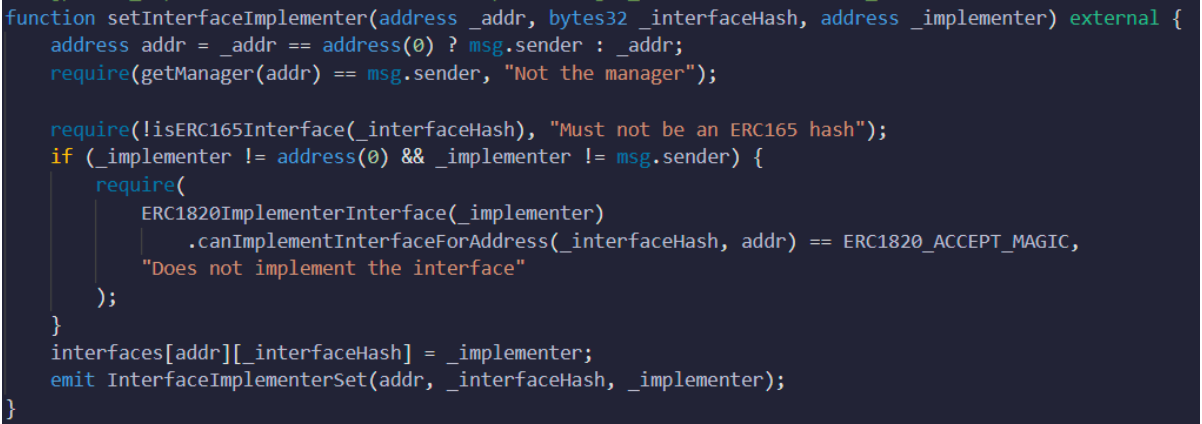 function setInterfaceImplementer(address _addr, bytes32 _interfaceHash, address _implementer) external {
    address addr = _addr == address(0) ? msg.sender : _addr;
    require(getManager(addr) == msg.sender, "Not the manager");

    require(!isERC165Interface(_interfaceHash), "Must not be an ERC165 hash");
    if (_implementer != address(0) && _implementer != msg.sender) {
        require(
            ERC1820ImplementerInterface(_implementer)
                .canImplementInterfaceForAddress(_interfaceHash, addr) == ERC1820_ACCEPT_MAGIC,
            "Does not implement the interface"
        );
    }
    interfaces[addr][_interfaceHash] = _implementer;
    emit InterfaceImplementerSet(addr, _interfaceHash, _implementer);
}